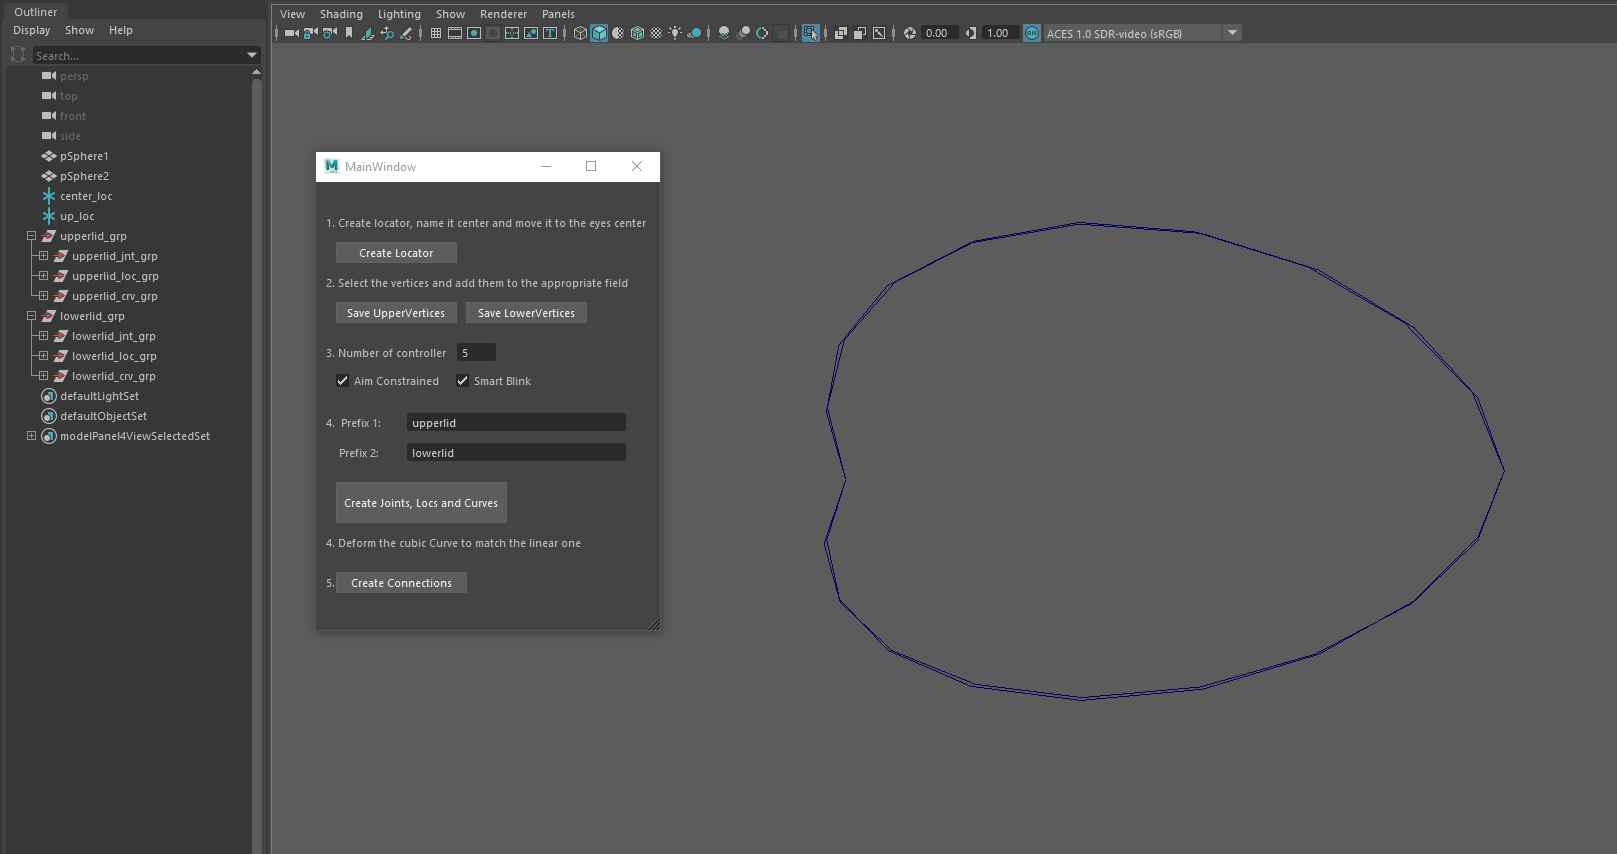 Outliner
Display Show Help
Search...
persp
top
front
side
pSphere1
pSphere2
center_loc
up_loc
upperlid_grp
upperlid_jnt_grp
upperlid_loc_grp
upperlid_crv_grp
lowerlid_grp
lowerlid_jnt_grp
lowerlid_loc_grp
lowerlid_crv_grp
defaultLightSet
defaultObjectSet
modelPanel4ViewSelectedSet
View Shading Lighting Show Renderer Panels
0.00 1.00 ON ACES 1.0 SDR-video (sRGB)
M MainWindow
1. Create locator, name it center and move it to the eyes center
Create Locator
2. Select the vertices and add them to the appropriate field
Save UpperVertices Save LowerVertices
3. Number of controller 5
Aim Constrained Smart Blink
4. Prefix 1: upperlid
Prefix 2: lowerlid
Create Joints, Locs and Curves
4. Deform the cubic Curve to match the linear one
5. Create Connections